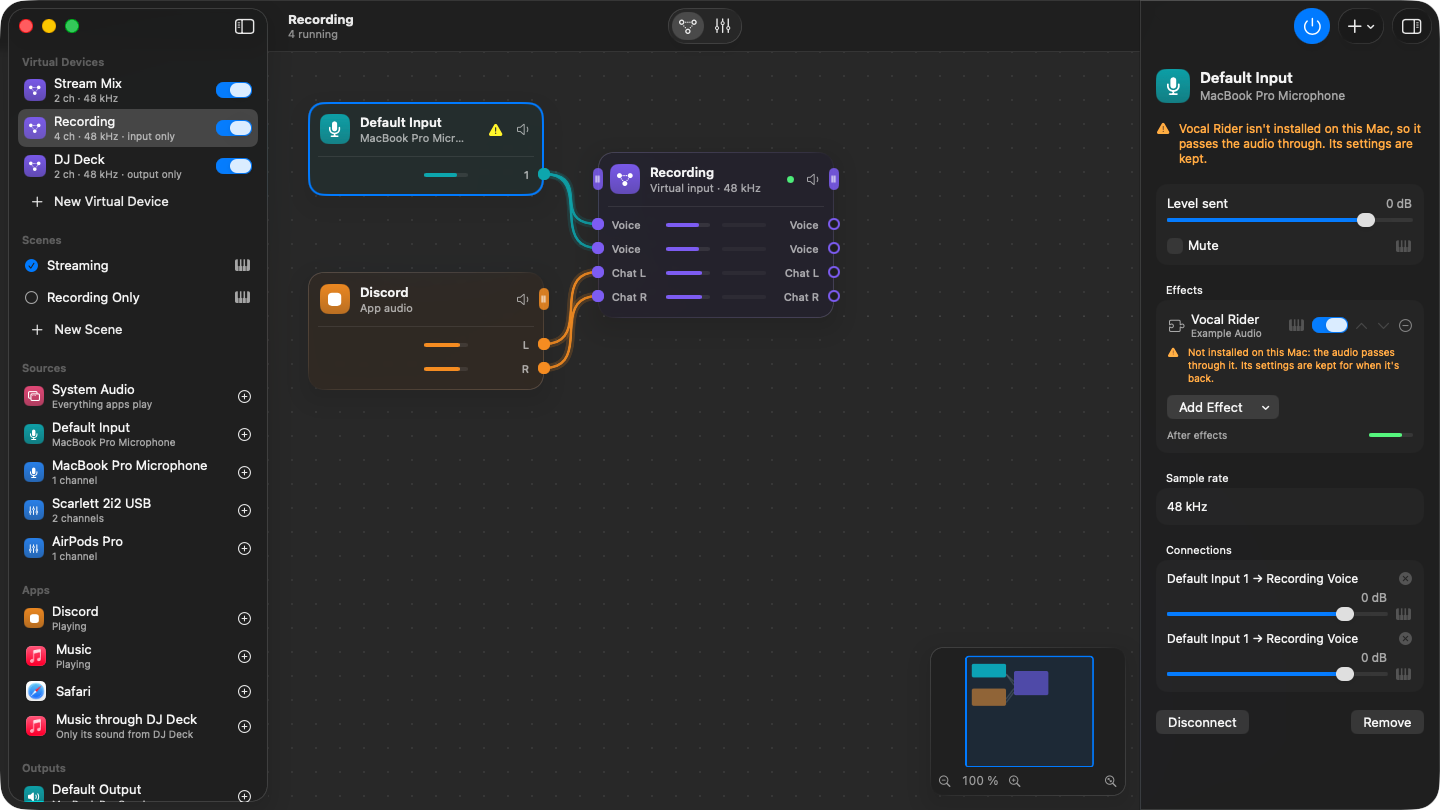 Virtual Devices
Stream Mix
2 ch · 48 kHz
Recording
4 ch · 48 kHz · input only
DJ Deck
2 ch · 48 kHz · output only
New Virtual Device
Scenes
Streaming
Recording Only
New Scene
Sources
System Audio
Everything apps play
Default Input
MacBook Pro Microphone
MacBook Pro Microphone
1 channel
Scarlett 2i2 USB
2 channels
AirPods Pro
1 channel
Apps
Discord
Playing
Music
Playing
Safari
Music through DJ Deck
Only its sound from DJ Deck
Outputs
Default Output
Recording
4 running
Default Input
MacBook Pro Micr...
1
Discord
App audio
L
R
Recording
Virtual input · 48 kHz
Voice Voice
Voice Voice
Chat L Chat L
Chat R Chat R
100 %
Default Input
MacBook Pro Microphone
Vocal Rider isn't installed on this Mac, so it
passes the audio through. Its settings are
kept.
Level sent 0 dB
Mute
Effects
Vocal Rider
Example Audio
Not installed on this Mac: the audio passes
through it. Its settings are kept for when it's
back.
Add Effect
After effects
Sample rate
48 kHz
Connections
Default Input 1 → Recording Voice
0 dB
Default Input 1 → Recording Voice
0 dB
Disconnect Remove